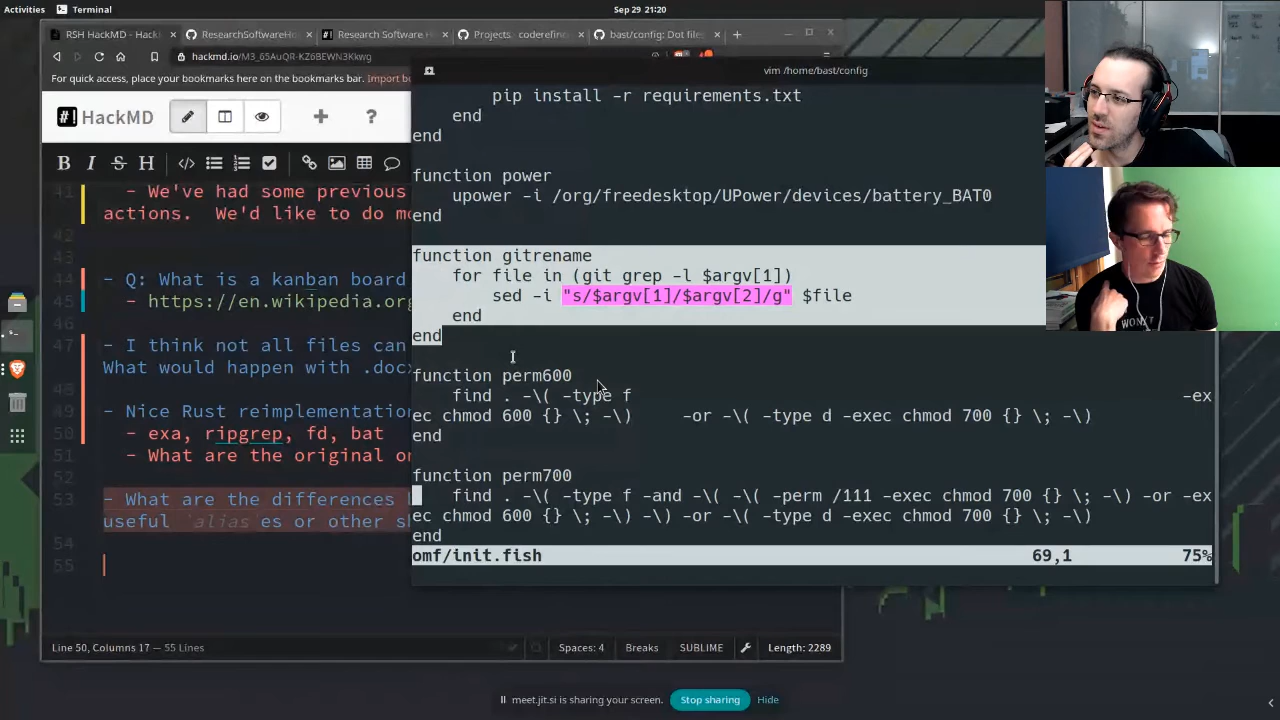 Activities
Terminal
Sep 29 21:20
RSH HackMD - Hack
ResearchSoftwareHo
Research Software H
Projects · coderefin
bast/config: Dot files
hackmd.io/M3_65AuQR-KZ6BEWN3Kkwg
For quick access, place your bookmarks here on the bookmarks bar. Import bo
vim /home/bast/config
HackMD
B I S H
41
- We've had some previous
actions. We'd like to do mo
42
43
44 - Q: What is a kanban board
45 - https://en.wikipedia.org
46
47 - I think not all files can
What would happen with .docx
48
49 - Nice Rust reimplementatio
50 - exa, ripgrep, fd, bat
51 - What are the original on
52
53 - What are the differences
useful `alias es or other sh
54
55
pip install -r requirements.txt
end
end
function power
upower -i /org/freedesktop/UPower/devices/battery_BAT0
end
function gitrename
for file in (git grep -l $argv[1])
sed -i "s/$argv[1]/$argv[2]/g" $file
end
end
function perm600
find . -\( -type f -ex
ec chmod 600 {} \; -\) -or -\( -type d -exec chmod 700 {} \; -\)
end
function perm700
find . -\( -type f -and -\( -\( -perm /111 -exec chmod 700 {} \; -\) -or -ex
ec chmod 600 {} \; -\) -\) -or -\( -type d -exec chmod 700 {} \; -\)
end
omf/init.fish 69,1 75%
Line 50, Columns 17 — 55 Lines
Spaces: 4
Breaks
SUBLIME
Length: 2289
meet.jit.si is sharing your screen.
Stop sharing
Hide